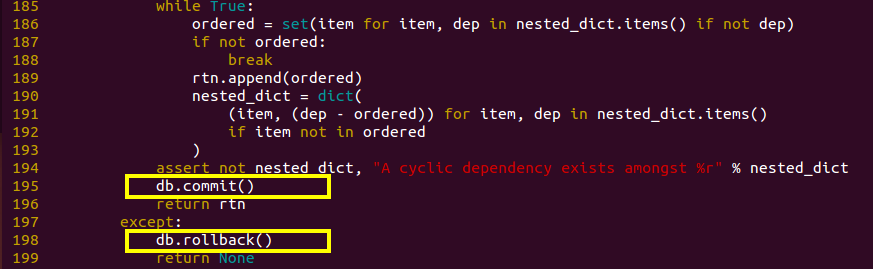 185             while True:
186                 ordered = set(item for item, dep in nested_dict.items() if not dep)
187                 if not ordered:
188                     break
189                 rtn.append(ordered)
190                 nested_dict = dict(
191                     (item, (dep - ordered)) for item, dep in nested_dict.items()
192                     if item not in ordered
193                 )
194             assert not nested_dict, "A cyclic dependency exists amongst %r" % nested_dict
195             db.commit()
196             return rtn
197         except:
198             db.rollback()
199             return None